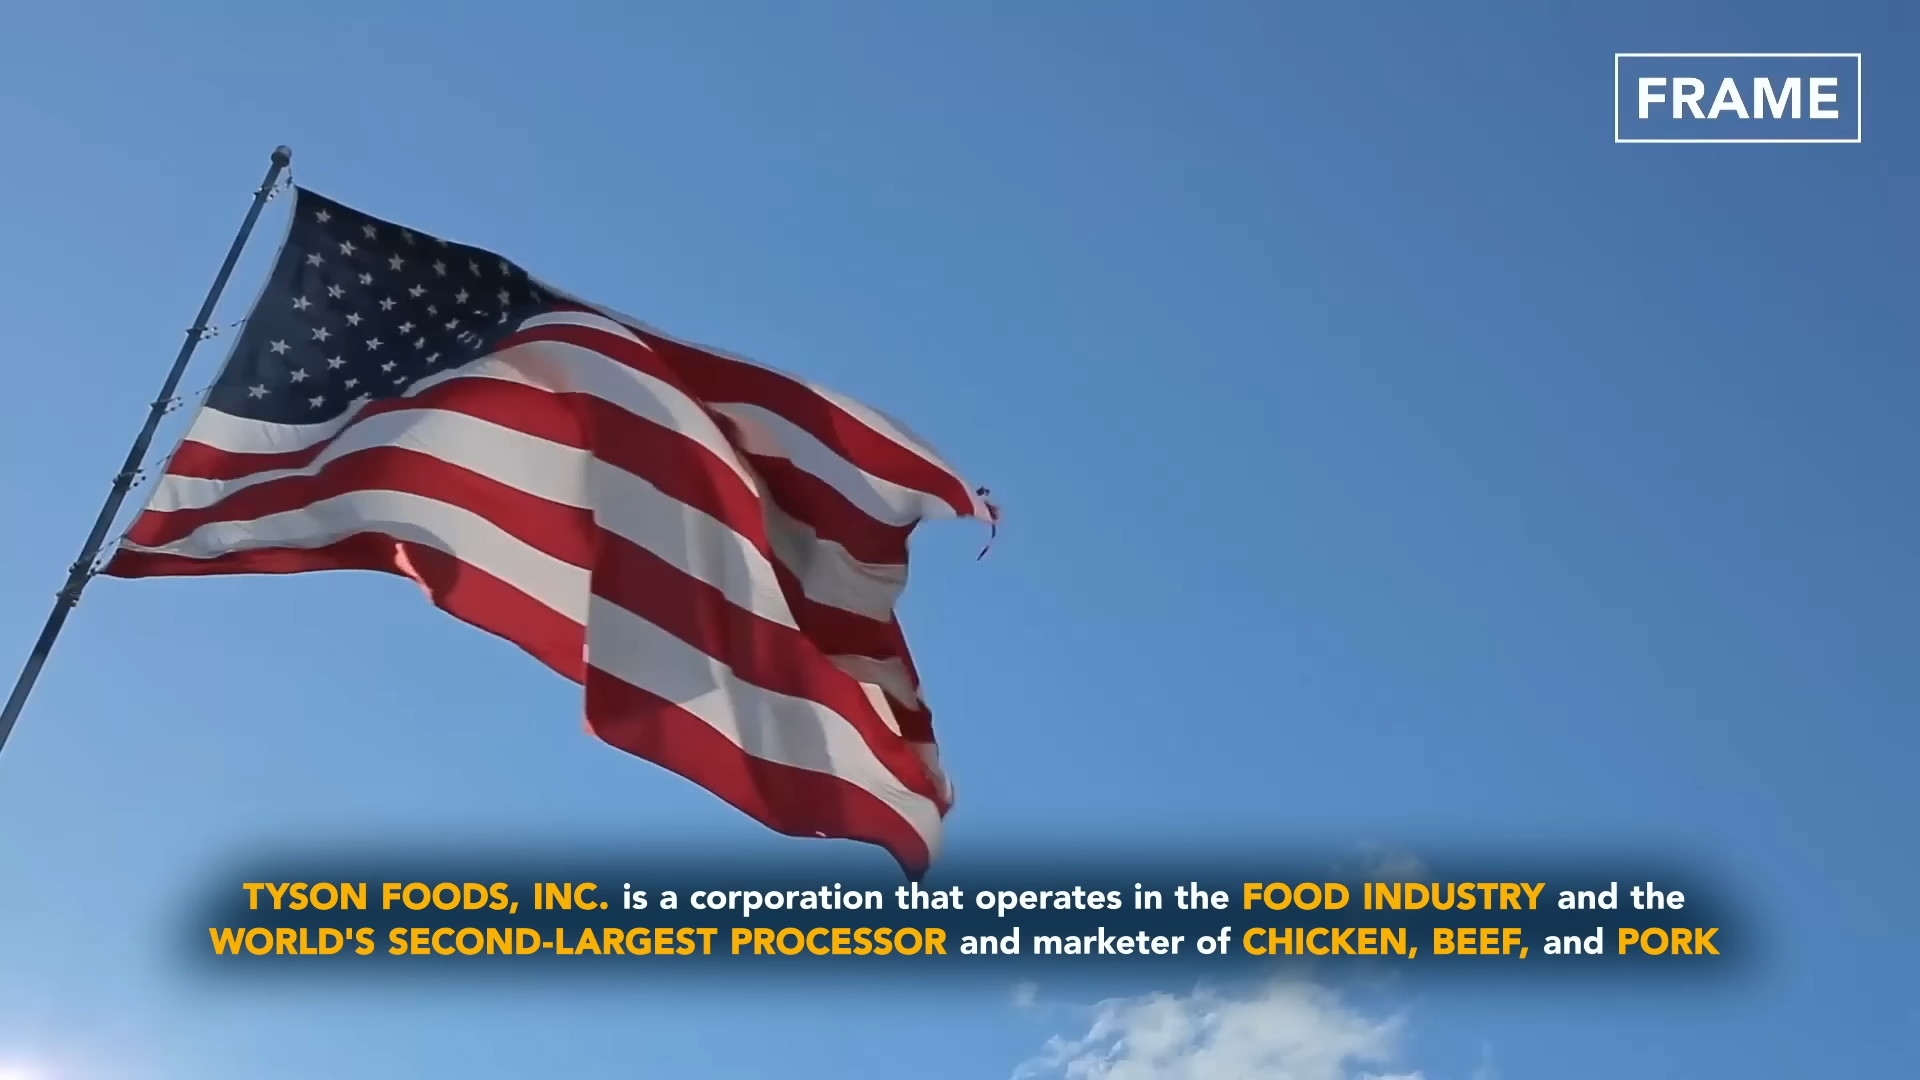 FRAME
TYSON FOODS, INC. is a corporation that operates in the FOOD INDUSTRY and the
WORLD'S SECOND-LARGEST PROCESSOR and marketer of CHICKEN, BEEF, and PORK